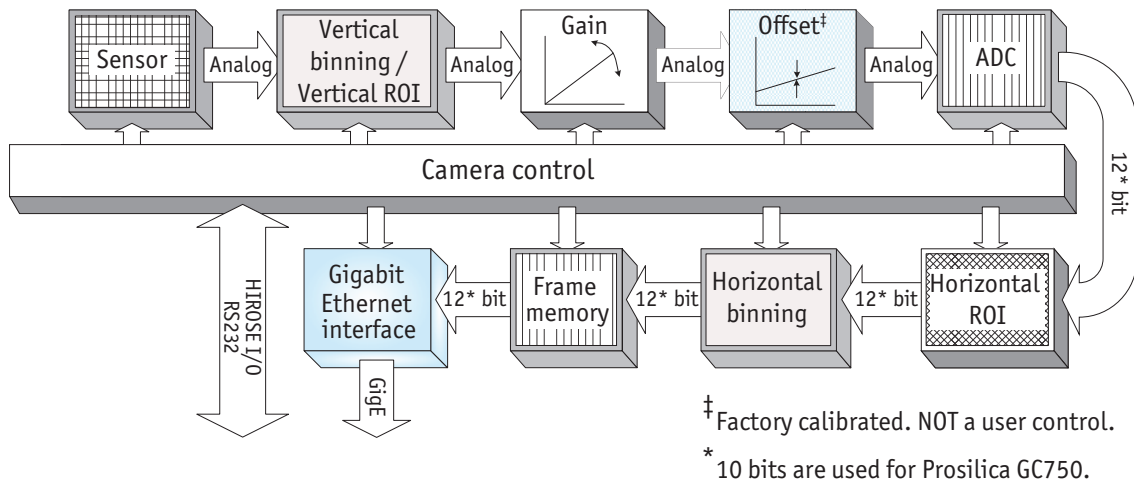 Sensor
Analog
Vertical
binning /
Vertical ROI
Analog
Gain
Analog
Offset‡
Analog
ADC
12* bit
Camera control
HIROSE I/O
RS232
Gigabit
Ethernet
interface
12* bit
Frame
memory
12* bit
Horizontal
binning
12* bit
Horizontal
ROI
GigE
‡Factory calibrated. NOT a user control.
*10 bits are used for Prosilica GC750.